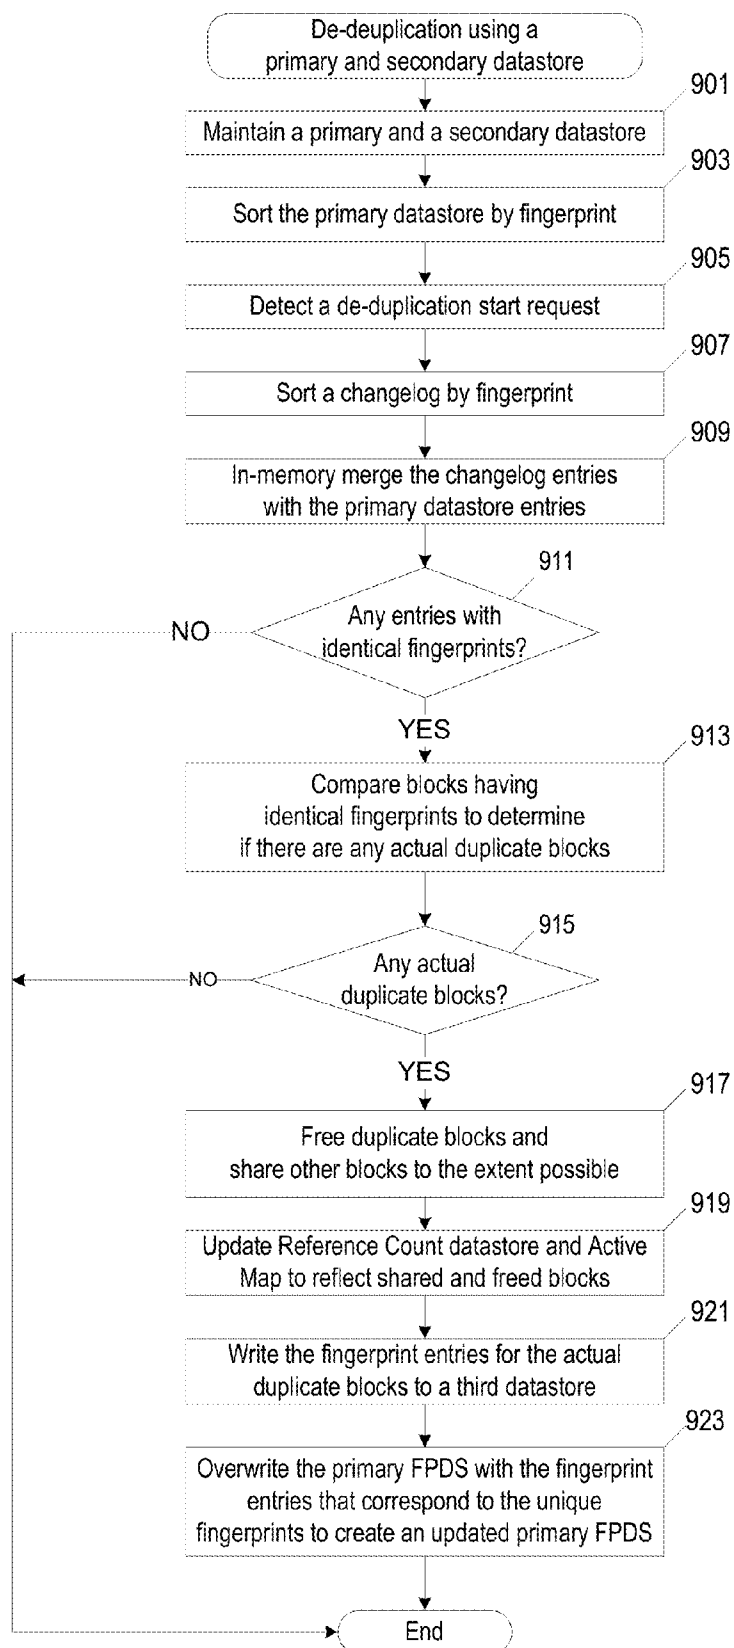 De-deuplication using a
primary and secondary datastore
901
Maintain a primary and a secondary datastore
903
Sort the primary datastore by fingerprint
905
Detect a de-duplication start request
907
Sort a changelog by fingerprint
909
In-memory merge the changelog entries
with the primary datastore entries
911
Any entries with
identical fingerprints?
NO
YES
913
Compare blocks having
identical fingerprints to determine
if there are any actual duplicate blocks
915
Any actual
duplicate blocks?
NO
YES
917
Free duplicate blocks and
share other blocks to the extent possible
919
Update Reference Count datastore and Active
Map to reflect shared and freed blocks
921
Write the fingerprint entries for the actual
duplicate blocks to a third datastore
923
Overwrite the primary FPDS with the fingerprint
entries that correspond to the unique
fingerprints to create an updated primary FPDS
End